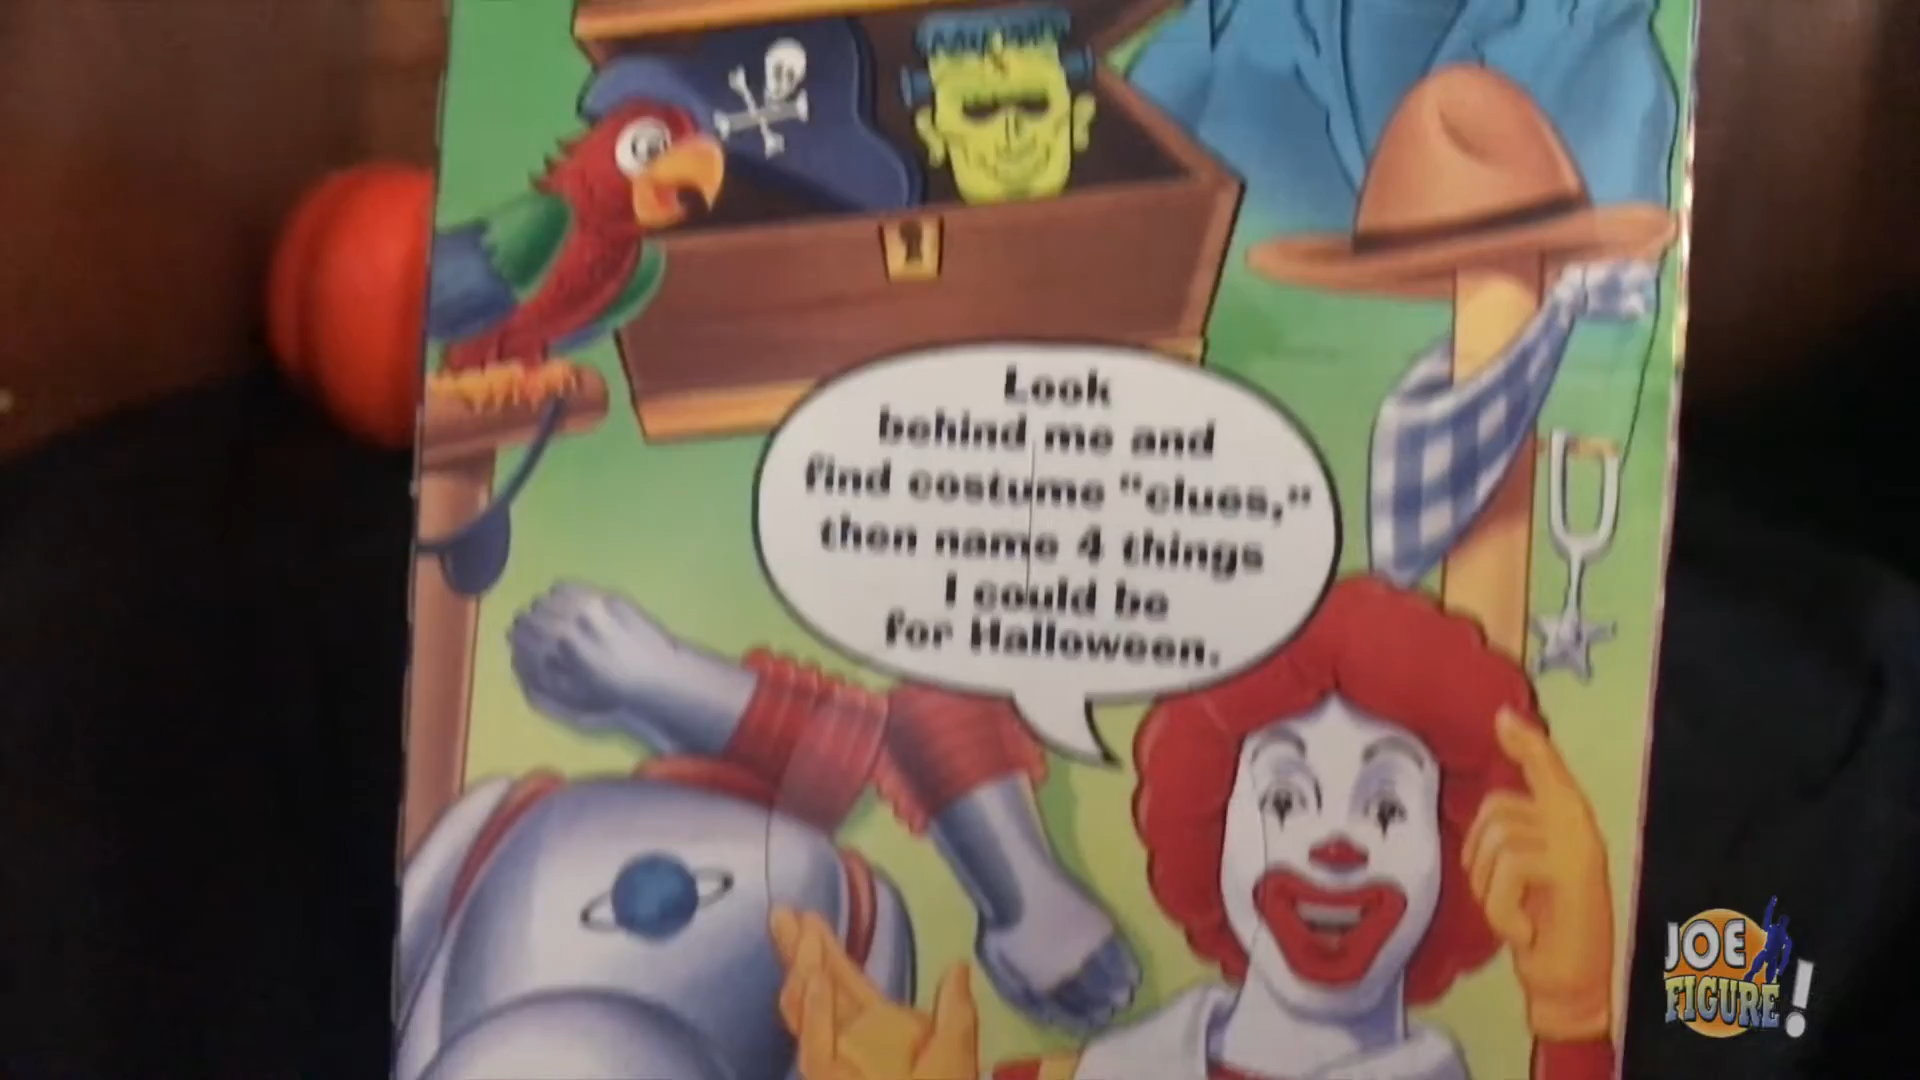 Look
behind me and
find costume "clues,"
then name 4 things
I could be
for Halloween.
JOE
FIGURE!